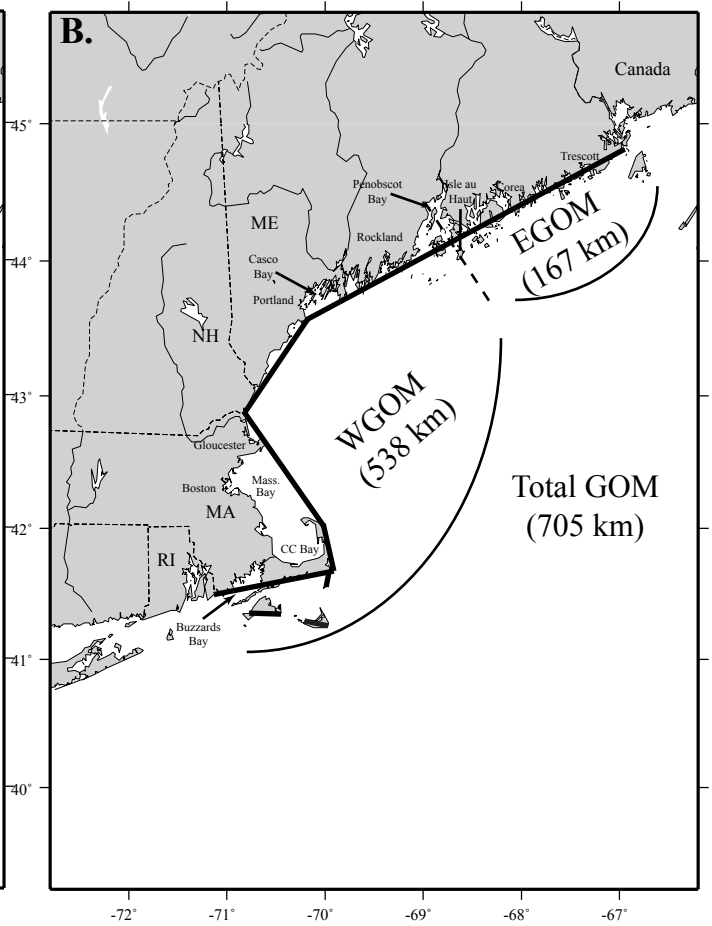 B.
Canada
45°
Trescott
Penobscot
Bay
Isle au
Haut
Corea
ME
EGOM
(167 km)
Rockland
Casco
Bay
44°
Portland
NH
43°
WGOM
(538 km)
Gloucester
Mass.
Bay
Boston
MA
Total GOM
(705 km)
42°
CC Bay
RI
Buzzards
Bay
41°
40°
-72°
-71°
-70°
-69°
-68°
-67°